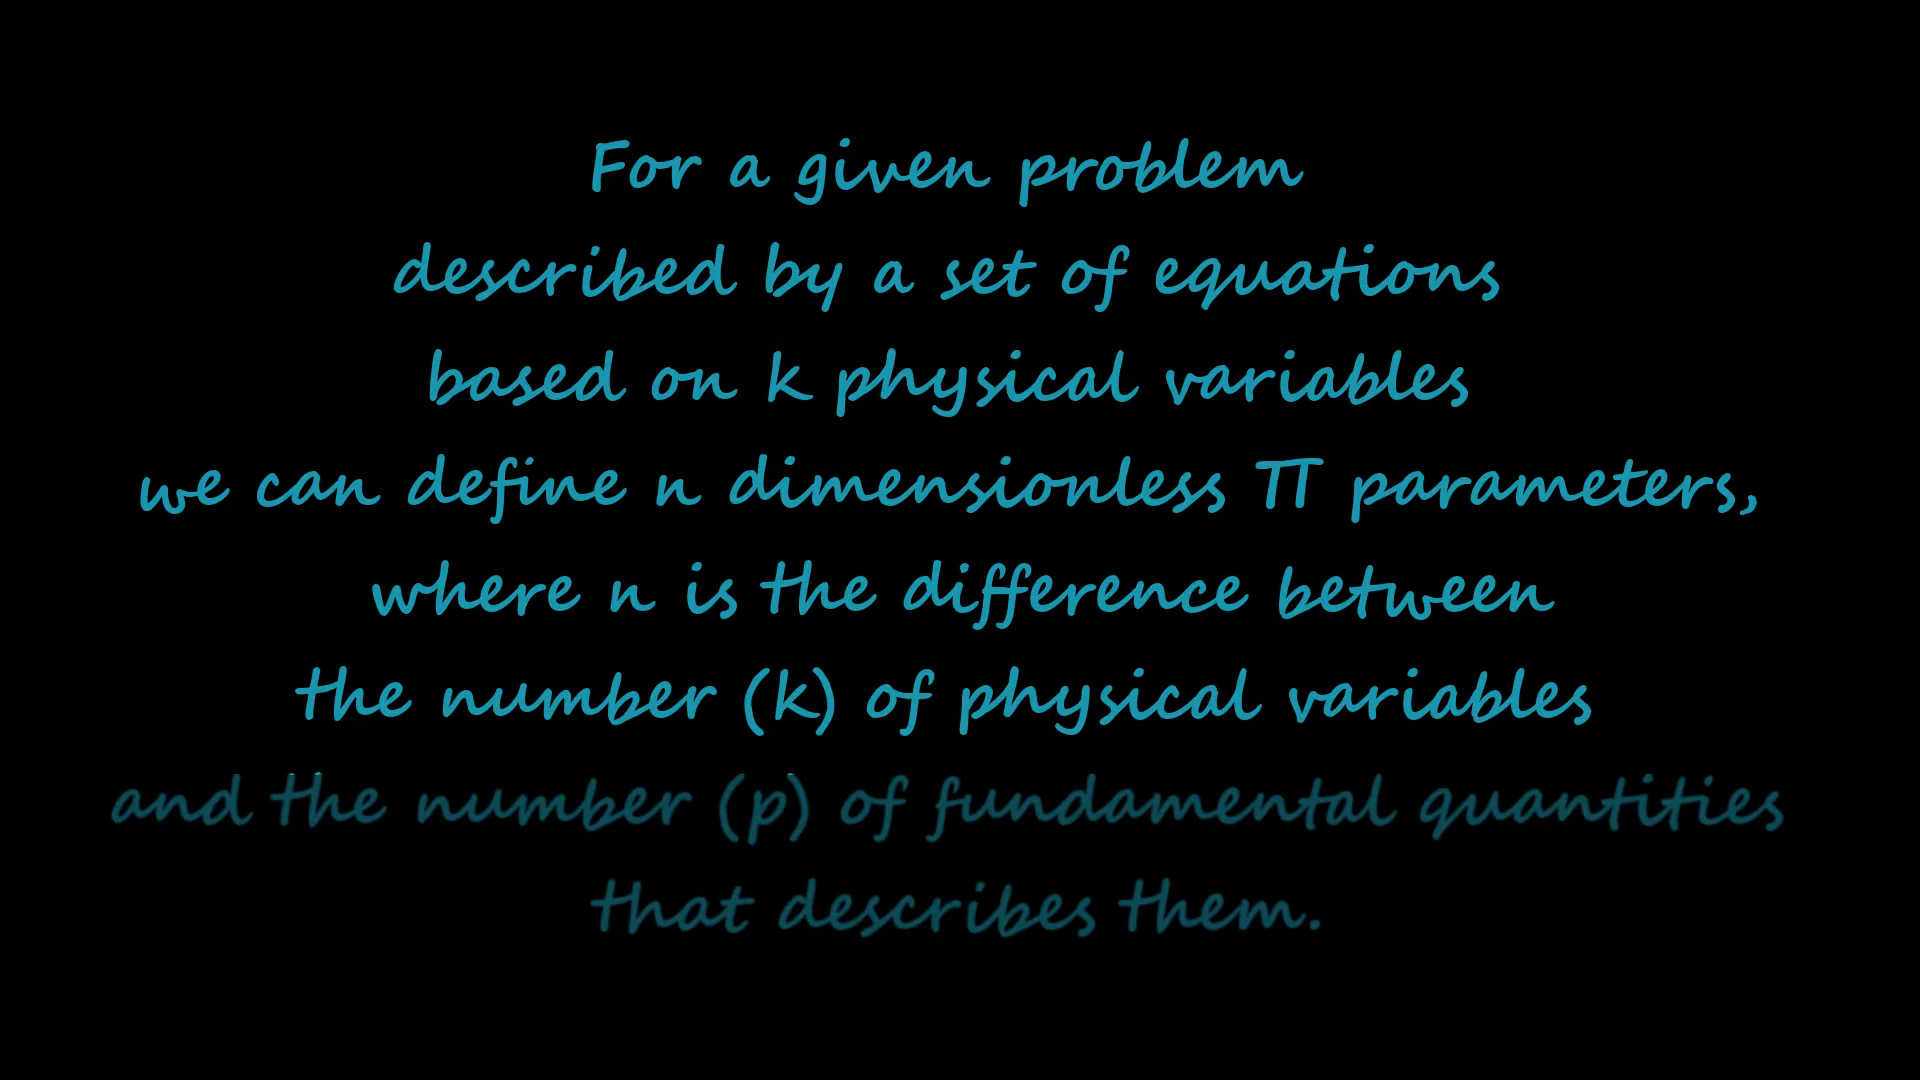 For a given problem
described by a set of equations
based on k physical variables
we can define n dimensionless π parameters,
where n is the difference between
the number (k) of physical variables
and the number (p) of fundamental quantities
that describes them.